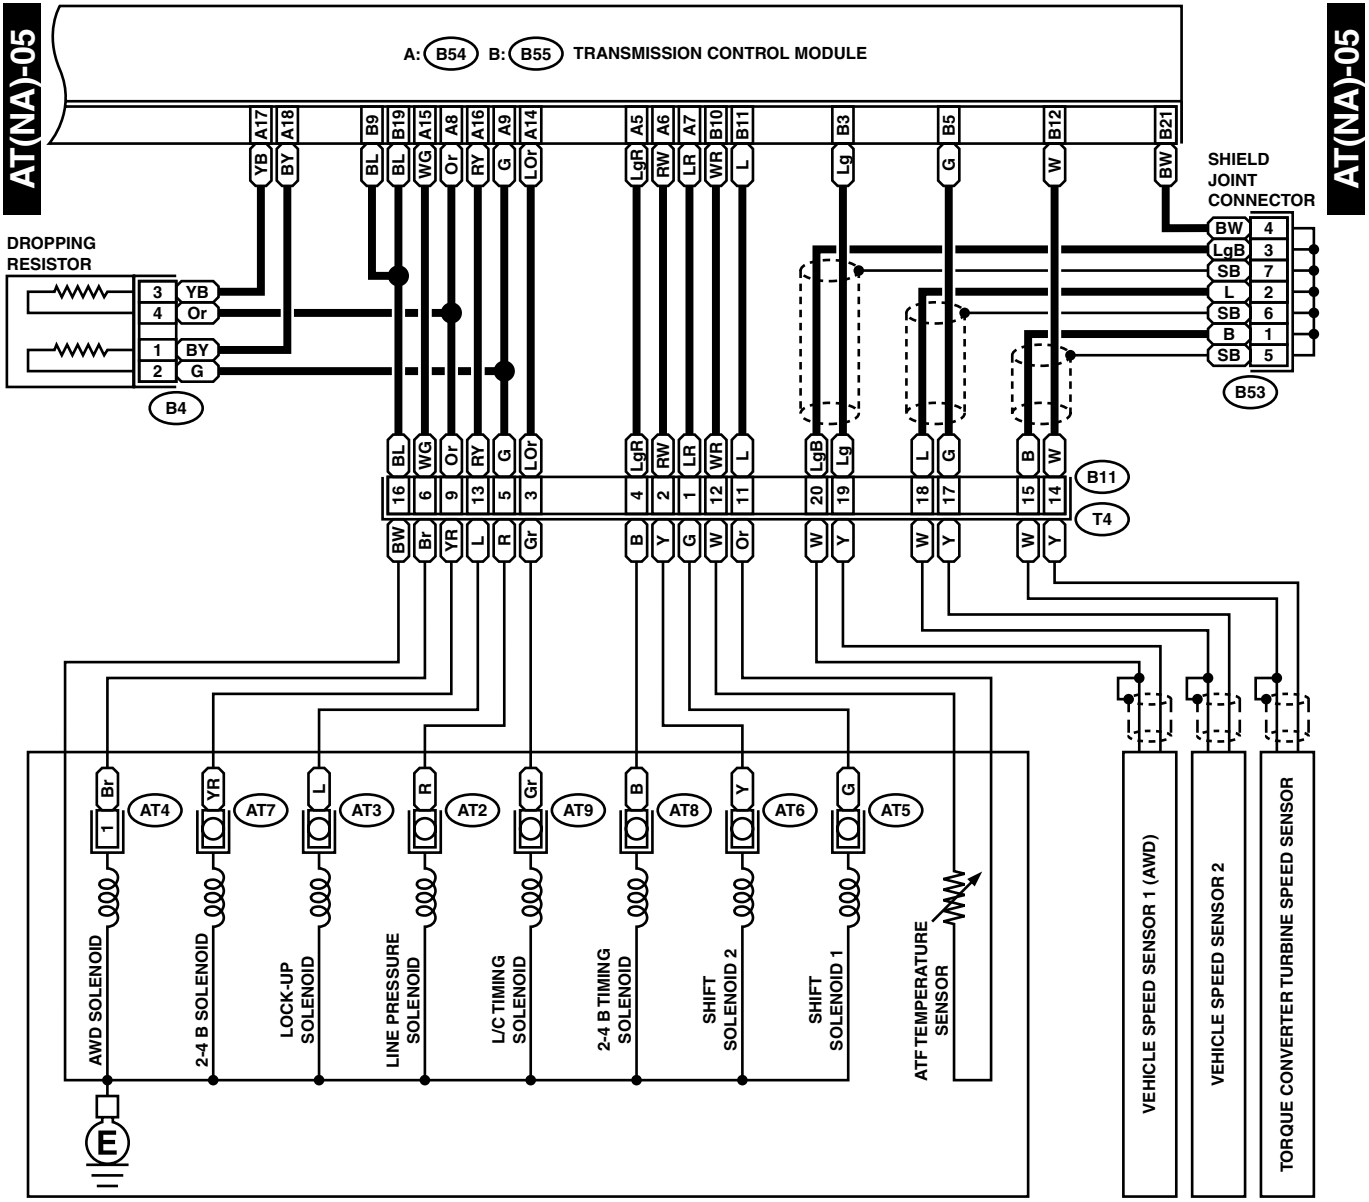 AT(NA)-05
AT(NA)-05
A: B54 B: B55 TRANSMISSION CONTROL MODULE
A17 A18 B9 B19 A15 A8 A16 A9 A14 A5 A6 A7 B10 B11 B3 B5 B12 B21
YB BY BL BL WG Or RY G LOr LgR RW LR WR L Lg G W BW
SHIELD
JOINT
CONNECTOR
BW 4
LgB 3
SB 7
L 2
SB 6
B 1
SB 5
B53
DROPPING
RESISTOR
3 YB
4 Or
1 BY
2 G
B4
BL WG Or RY G LOr LgR RW LR WR L LgB Lg L G B W
B11
16 6 9 13 5 3 4 2 1 12 11 20 19 18 17 15 14
T4
BW Br YR L R Gr B Y G W Or W Y W Y W Y
Br YR L R Gr B Y G
1
AT4 AT7 AT3 AT2 AT9 AT8 AT6 AT5
AWD SOLENOID
2-4 B SOLENOID
LOCK-UP
SOLENOID
LINE PRESSURE
SOLENOID
L/C TIMING
SOLENOID
2-4 B TIMING
SOLENOID
SHIFT
SOLENOID 2
SHIFT
SOLENOID 1
ATF TEMPERATURE
SENSOR
VEHICLE SPEED SENSOR 1 (AWD)
VEHICLE SPEED SENSOR 2
TORQUE CONVERTER TURBINE SPEED SENSOR
E